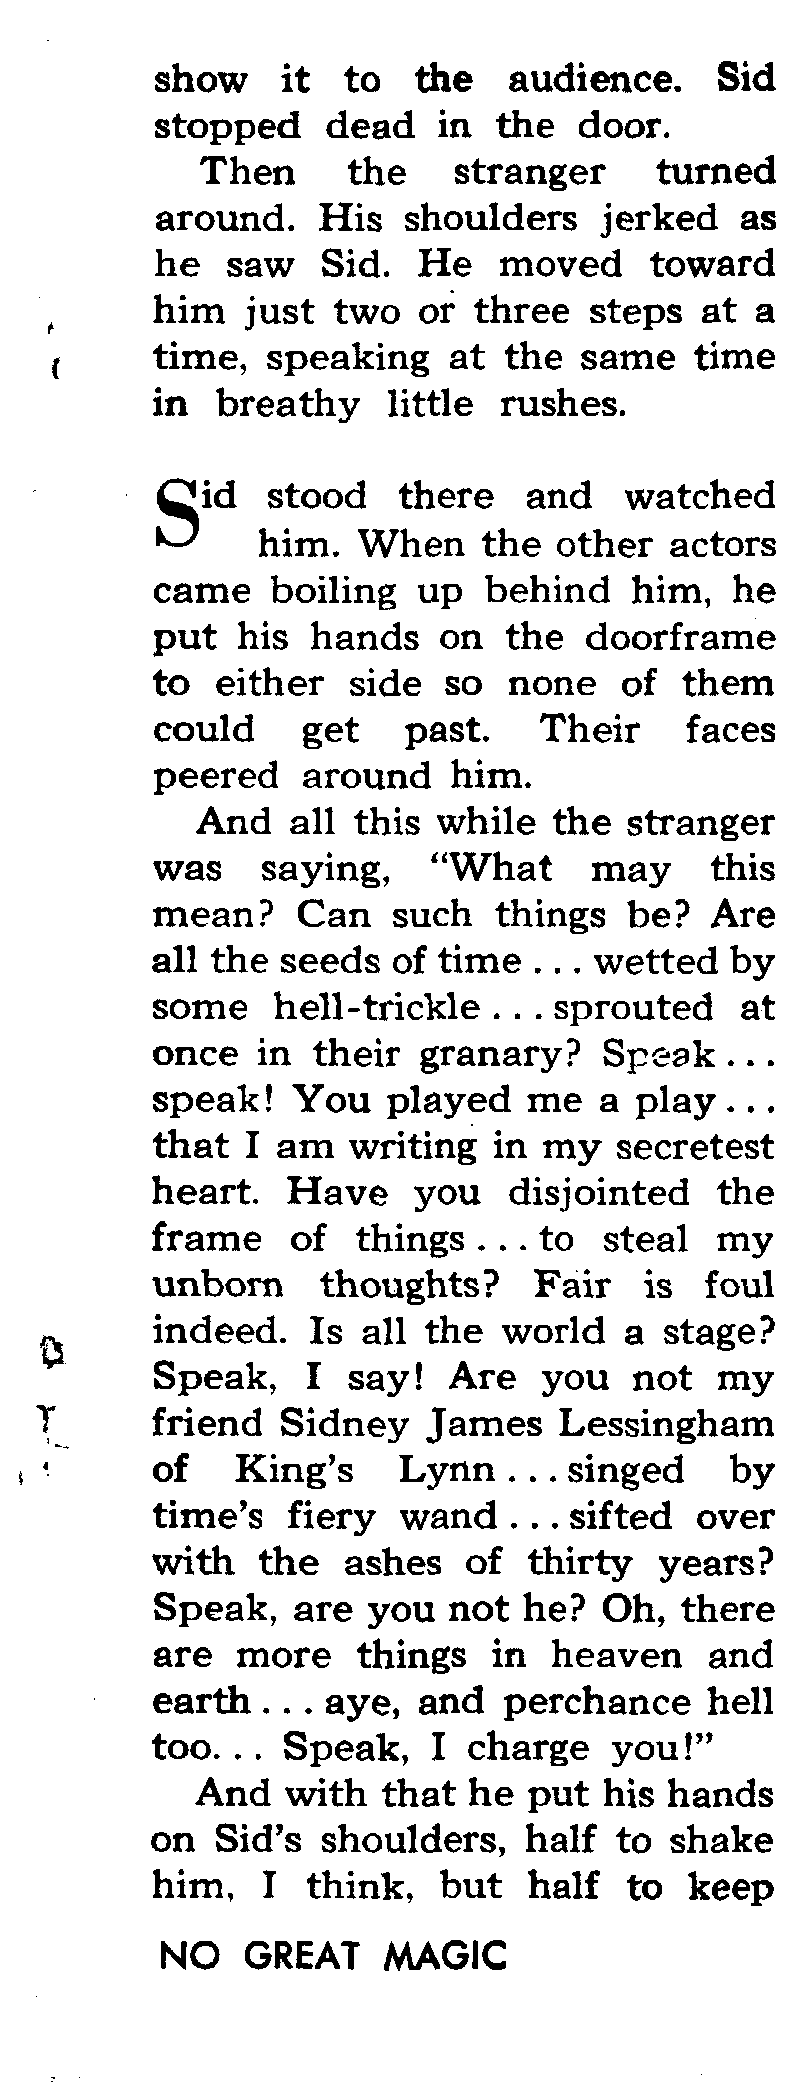 show it to the audience. Sid
stopped dead in the door.
Then the stranger turned
around. His shoulders jerked as
he saw Sid. He moved toward
him just two or three steps at a
time, speaking at the same time
in breathy little rushes.
Sid stood there and watched
him. When the other actors
came boiling up behind him, he
put his hands on the doorframe
to either side so none of them
could get past. Their faces
peered around him.
And all this while the stranger
was saying, “What may this
mean? Can such things be? Are
all the seeds of time . . . wetted by
some hell-trickle . . . sprouted at
once in their granary? Speak . . .
speak! You played me a play . . .
that I am writing in my secretest
heart. Have you disjointed the
frame of things . . . to steal my
unborn thoughts? Fair is foul
indeed. Is all the world a stage?
Speak, I say! Are you not my
friend Sidney James Lessingham
of King’s Lynn . . . singed by
time’s fiery wand . . . sifted over
with the ashes of thirty years?
Speak, are you not he? Oh, there
are more things in heaven and
earth . . . aye, and perchance hell
too. . . Speak, I charge you!”
And with that he put his hands
on Sid’s shoulders, half to shake
him, I think, but half to keep
NO GREAT MAGIC